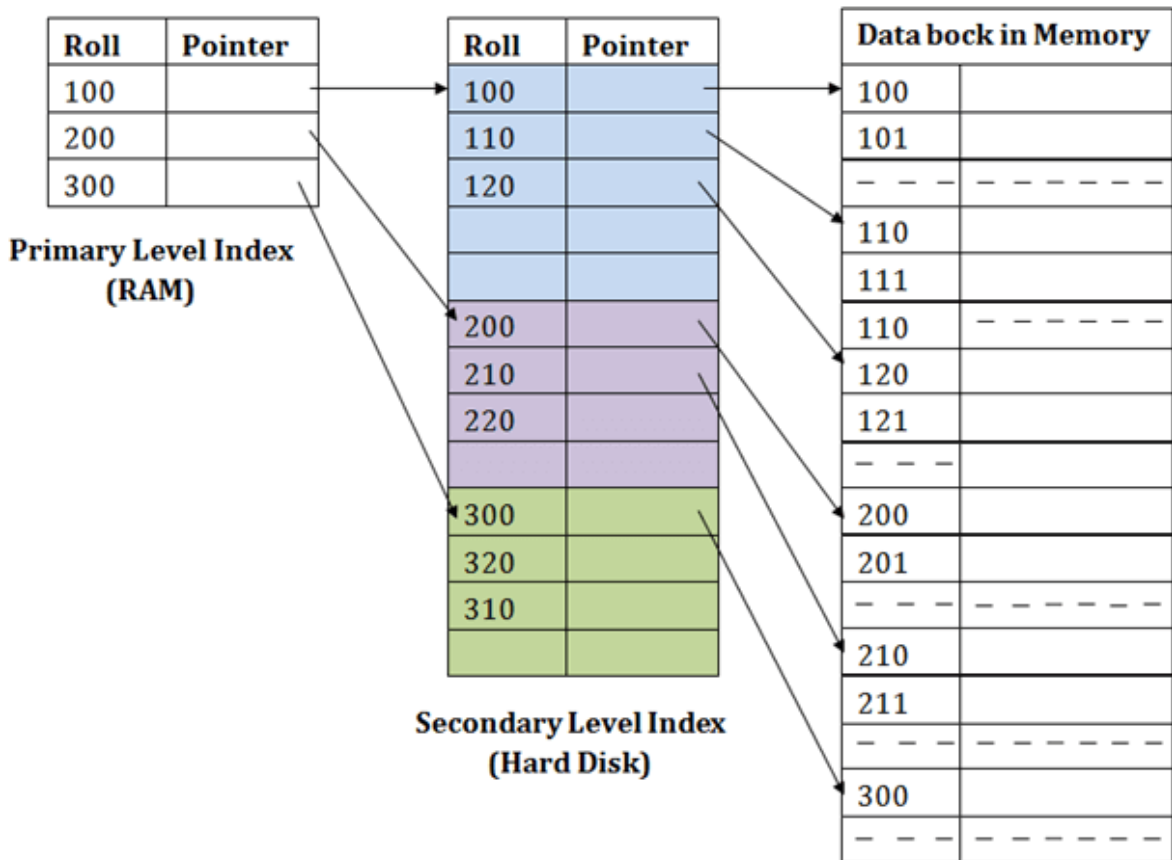 Roll Pointer
100
200
300
Primary Level Index
(RAM)
Roll Pointer
100
110
120
200
210
220
300
320
310
Secondary Level Index
(Hard Disk)
Data bock in Memory
100
101
— — — — — — — —
110
111
110 — — — — — —
120
121
— — —
200
201
— — — — — — — — —
210
211
— — — — — — — — —
300
— — — — — — — — —